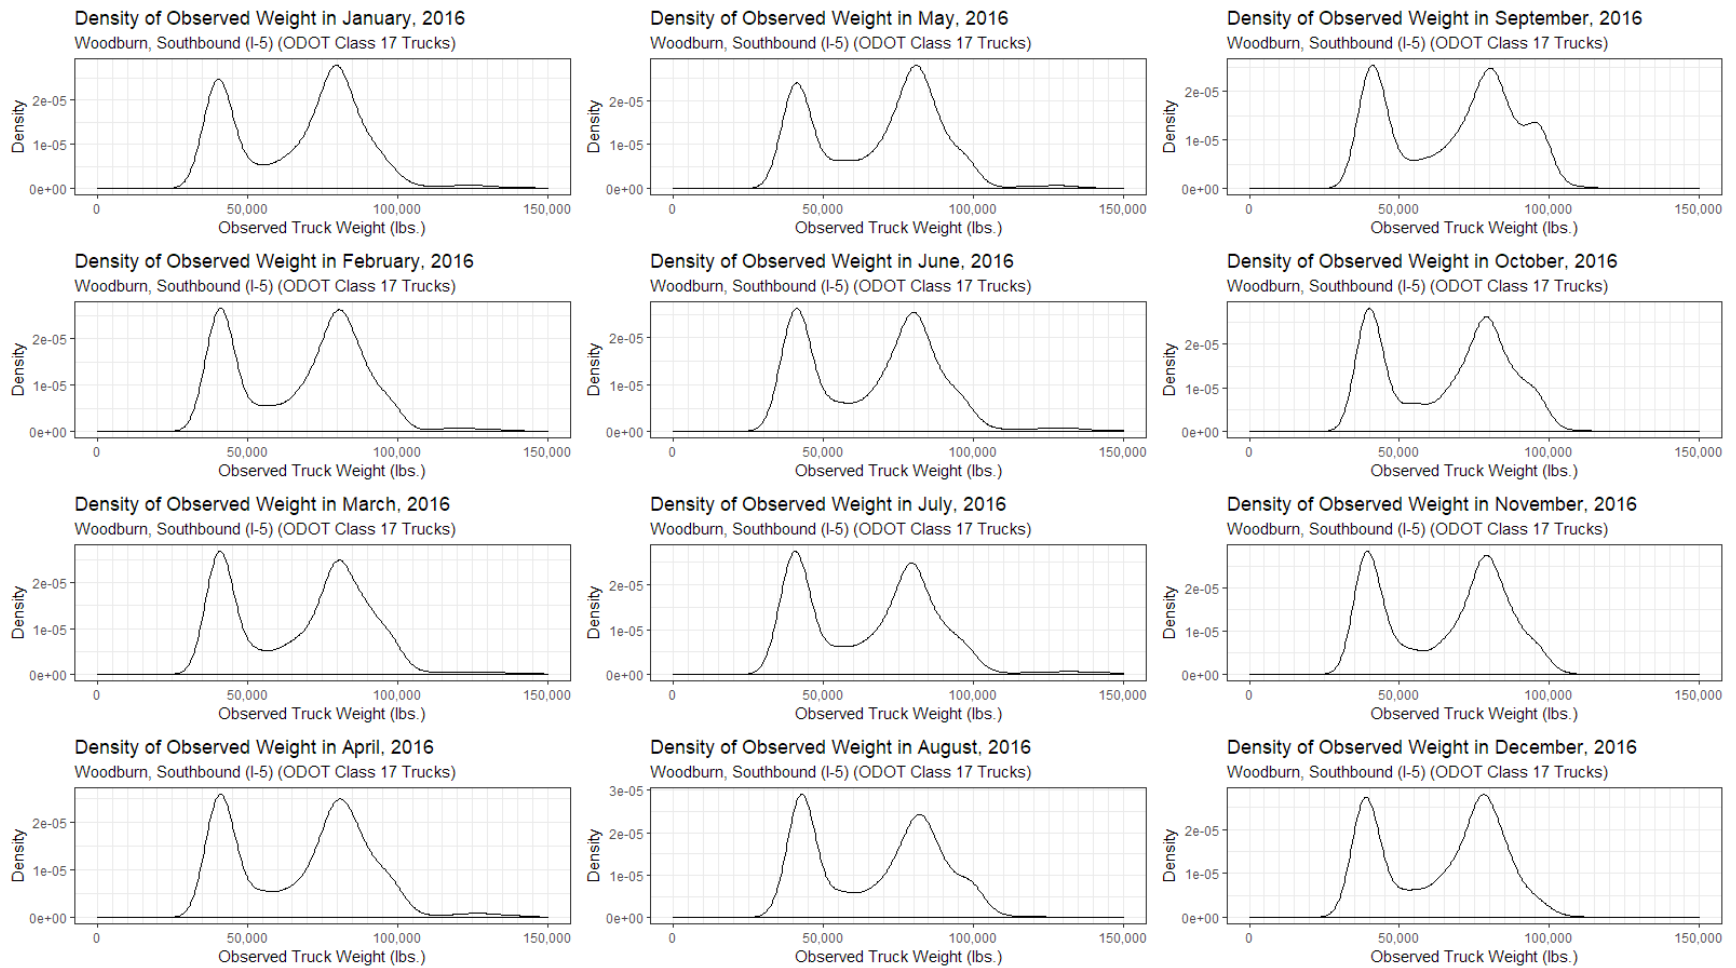 Density of Observed Weight in January, 2016
Woodburn, Southbound (I-5) (ODOT Class 17 Trucks)
Density
2e-05
1e-05
0e+00
0 50,000 100,000 150,000
Observed Truck Weight (lbs.)
Density of Observed Weight in May, 2016
Woodburn, Southbound (I-5) (ODOT Class 17 Trucks)
Density
2e-05
1e-05
0e+00
0 50,000 100,000 150,000
Observed Truck Weight (lbs.)
Density of Observed Weight in September, 2016
Woodburn, Southbound (I-5) (ODOT Class 17 Trucks)
Density
2e-05
1e-05
0e+00
0 50,000 100,000 150,000
Observed Truck Weight (lbs.)
Density of Observed Weight in February, 2016
Woodburn, Southbound (I-5) (ODOT Class 17 Trucks)
Density
2e-05
1e-05
0e+00
0 50,000 100,000 150,000
Observed Truck Weight (lbs.)
Density of Observed Weight in June, 2016
Woodburn, Southbound (I-5) (ODOT Class 17 Trucks)
Density
2e-05
1e-05
0e+00
0 50,000 100,000 150,000
Observed Truck Weight (lbs.)
Density of Observed Weight in October, 2016
Woodburn, Southbound (I-5) (ODOT Class 17 Trucks)
Density
2e-05
1e-05
0e+00
0 50,000 100,000 150,000
Observed Truck Weight (lbs.)
Density of Observed Weight in March, 2016
Woodburn, Southbound (I-5) (ODOT Class 17 Trucks)
Density
2e-05
1e-05
0e+00
0 50,000 100,000 150,000
Observed Truck Weight (lbs.)
Density of Observed Weight in July, 2016
Woodburn, Southbound (I-5) (ODOT Class 17 Trucks)
Density
2e-05
1e-05
0e+00
0 50,000 100,000 150,000
Observed Truck Weight (lbs.)
Density of Observed Weight in November, 2016
Woodburn, Southbound (I-5) (ODOT Class 17 Trucks)
Density
2e-05
1e-05
0e+00
0 50,000 100,000 150,000
Observed Truck Weight (lbs.)
Density of Observed Weight in April, 2016
Woodburn, Southbound (I-5) (ODOT Class 17 Trucks)
Density
2e-05
1e-05
0e+00
0 50,000 100,000 150,000
Observed Truck Weight (lbs.)
Density of Observed Weight in August, 2016
Woodburn, Southbound (I-5) (ODOT Class 17 Trucks)
Density
3e-05
2e-05
1e-05
0e+00
0 50,000 100,000 150,000
Observed Truck Weight (lbs.)
Density of Observed Weight in December, 2016
Woodburn, Southbound (I-5) (ODOT Class 17 Trucks)
Density
2e-05
1e-05
0e+00
0 50,000 100,000 150,000
Observed Truck Weight (lbs.)